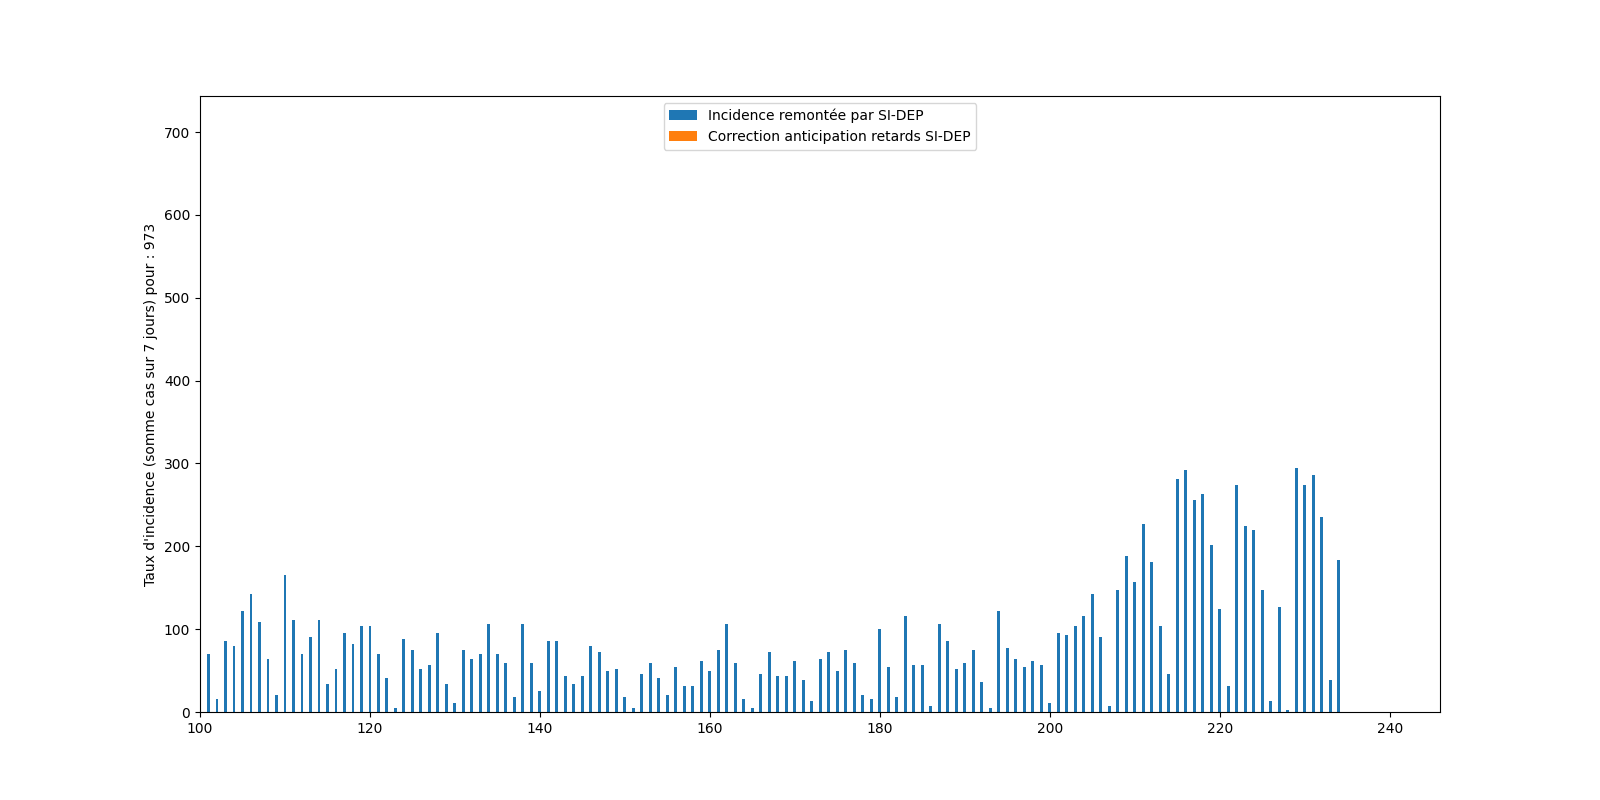 Incidence remontée par SI-DEP
Correction anticipation retards SI-DEP
Taux d'incidence (somme cas sur 7 jours) pour : 973
700
600
500
400
300
200
100
0
100 120 140 160 180 200 220 240